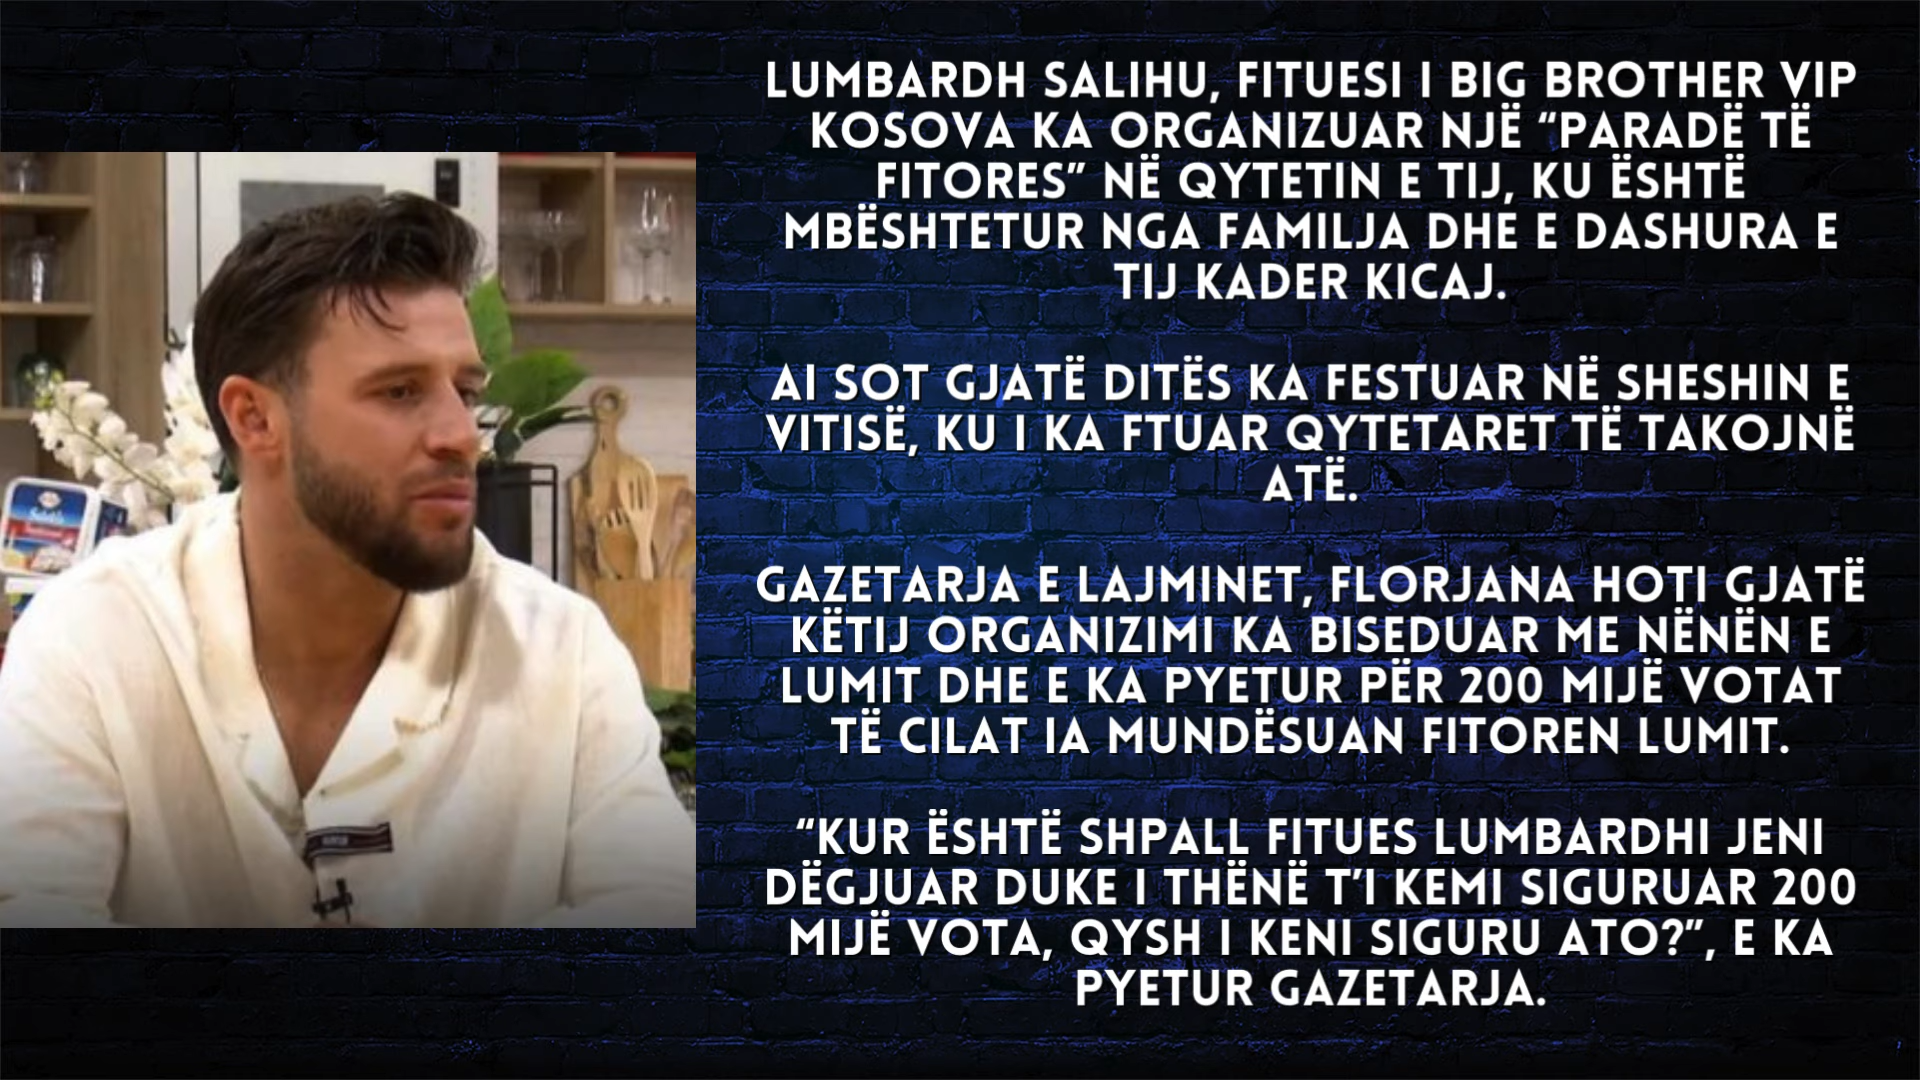 LUMBARDH SALIHU, FITUESI I BIG BROTHER VIP
KOSOVA KA ORGANIZUAR NJË “PARADË TË
FITORES” NË QYTETIN E TIJ, KU ËSHTË
MBËSHTETUR NGA FAMILJA DHE E DASHURA E
TIJ KADER KICAJ.
AI SOT GJATË DITËS KA FESTUAR NË SHESHIN E
VITISË, KU I KA FTUAR QYTETARET TË TAKOJNË
ATË.
GAZETARJA E LAJMINET, FLORJANA HOTI GJATË
KËTIJ ORGANIZIMI KA BISEDUAR ME NËNËN E
LUMIT DHE E KA PYETUR PËR 200 MIJË VOTAT
TË CILAT IA MUNDËSUAN FITOREN LUMIT.
“KUR ËSHTË SHPALL FITUES LUMBARDHI JENI
DËGJUAR DUKE I THËNË T’I KEMI SIGURUAR 200
MIJË VOTA, QYSH I KENI SIGURU ATO?”, E KA
PYETUR GAZETARJA.